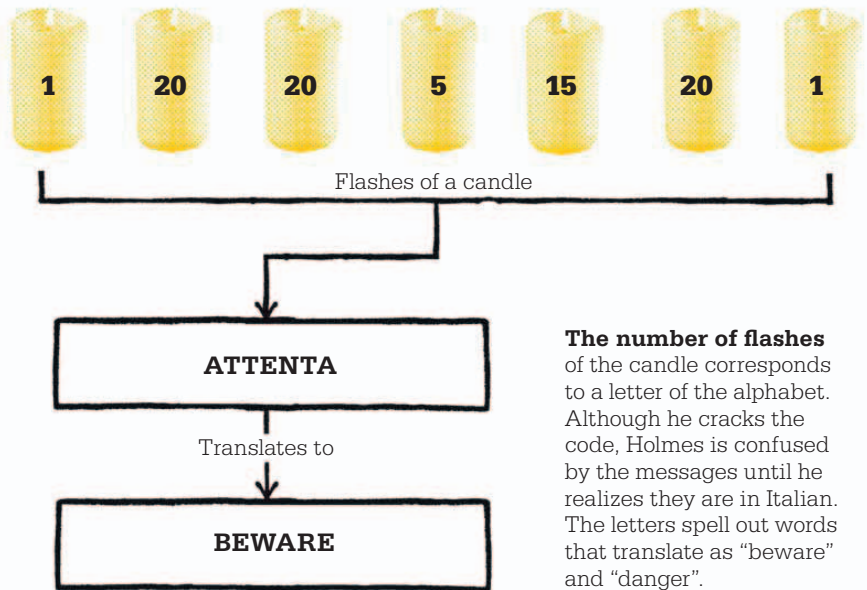 1 20 20 5 15 20 1
Flashes of a candle
ATTENTA
Translates to
BEWARE
The number of flashes
of the candle corresponds
to a letter of the alphabet.
Although he cracks the
code, Holmes is confused
by the messages until he
realizes they are in Italian.
The letters spell out words
that translate as “beware”
and “danger”.